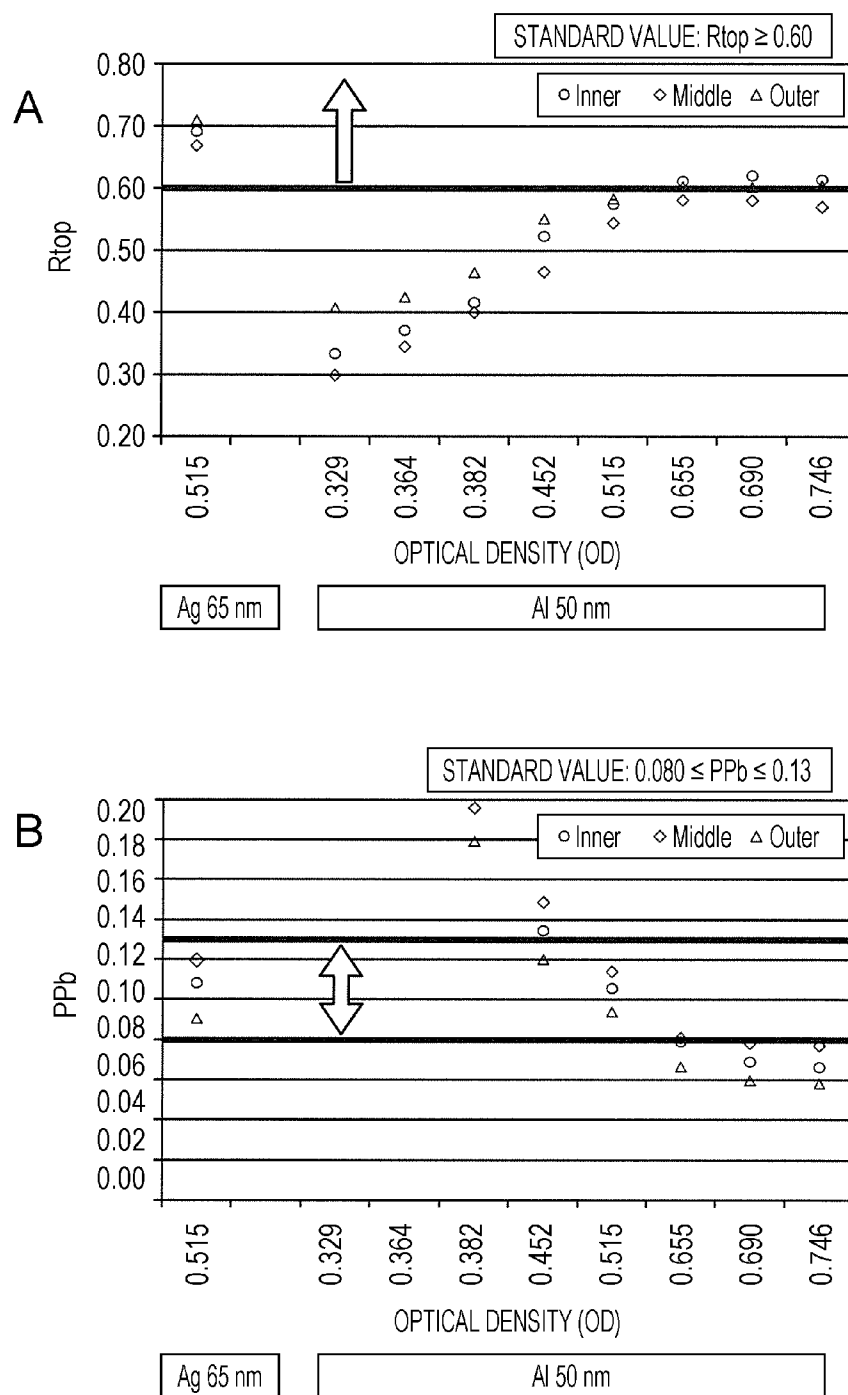 STANDARD VALUE: Rtop ≥ 0.60
A
Inner Middle Outer
Rtop
0.80
0.70
0.60
0.50
0.40
0.30
0.20
0.515 0.329 0.364 0.382 0.452 0.515 0.655 0.690 0.746
OPTICAL DENSITY (OD)
Ag 65 nm Al 50 nm
STANDARD VALUE: 0.080 ≤ PPb ≤ 0.13
B
Inner Middle Outer
PPb
0.20
0.18
0.16
0.14
0.12
0.10
0.08
0.06
0.04
0.02
0.00
0.515 0.329 0.364 0.382 0.452 0.515 0.655 0.690 0.746
OPTICAL DENSITY (OD)
Ag 65 nm Al 50 nm